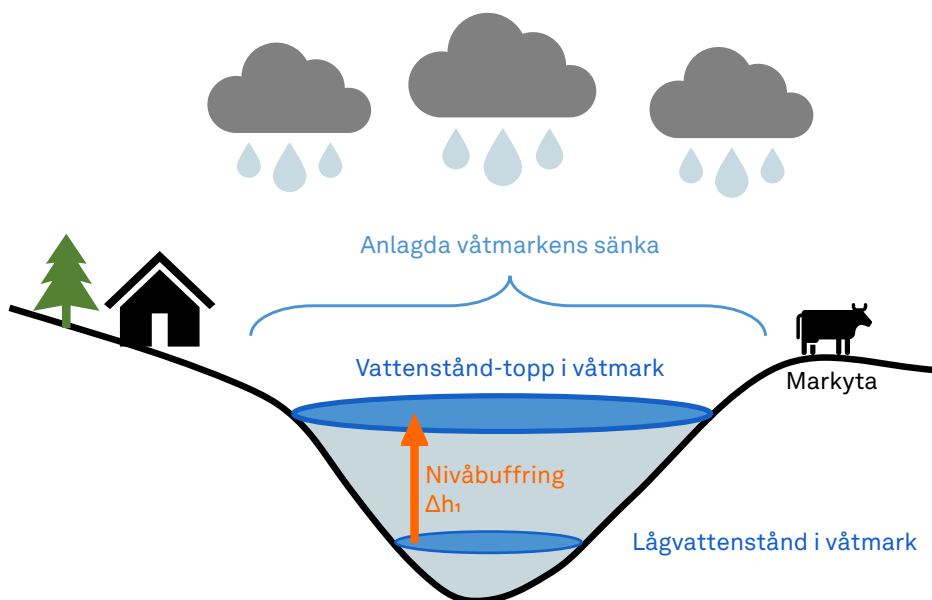 Anlagda våtmarkens sänka
Vattenstånd-topp i våtmark
Markyta
Nivåbuffring
Δh₁
Lågvattenstånd i våtmark